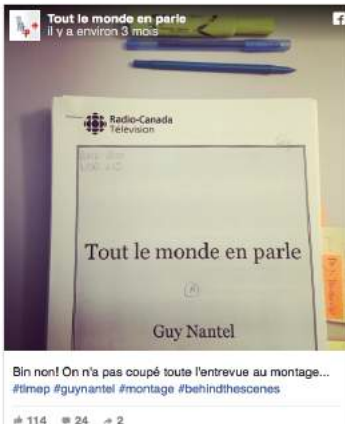 Tout le monde en parle
il y a environ 3 mois
Radio-Canada
Télévision
Tout le monde en parle
Guy Nantel
Bin non! On n'a pas coupé toute l'entrevue au montage...
#tlmep #guynantel #montage #behindthescenes
114 24 2